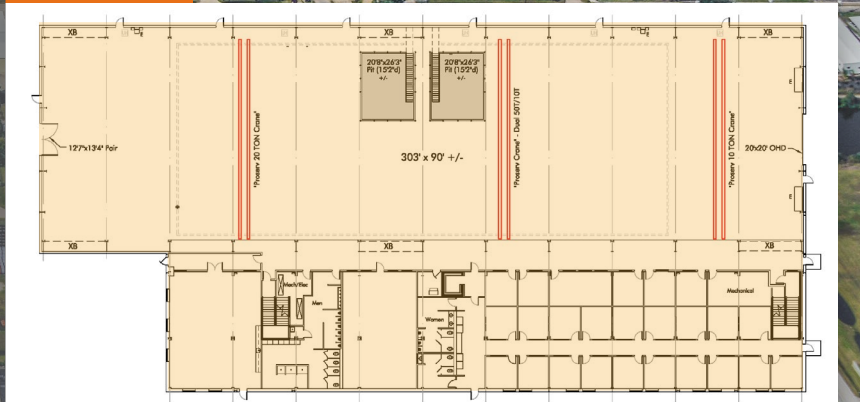 XB
XB
XB
E
E
20'8"x26'3"
Pit (15'2"d)
+/-
20'8"x26'3"
Pit (15'2"d)
+/-
"Proserv 20 TON Crane"
"Proserv Crane" - Dual 50T/10T
"Proserv 10 TON Crane"
E
12'7"x13'4" Pair
303' x 90' +/-
20'x20' OHD
E
XB
XB
XB
Mech/Elec
Men
Women
Mechanical